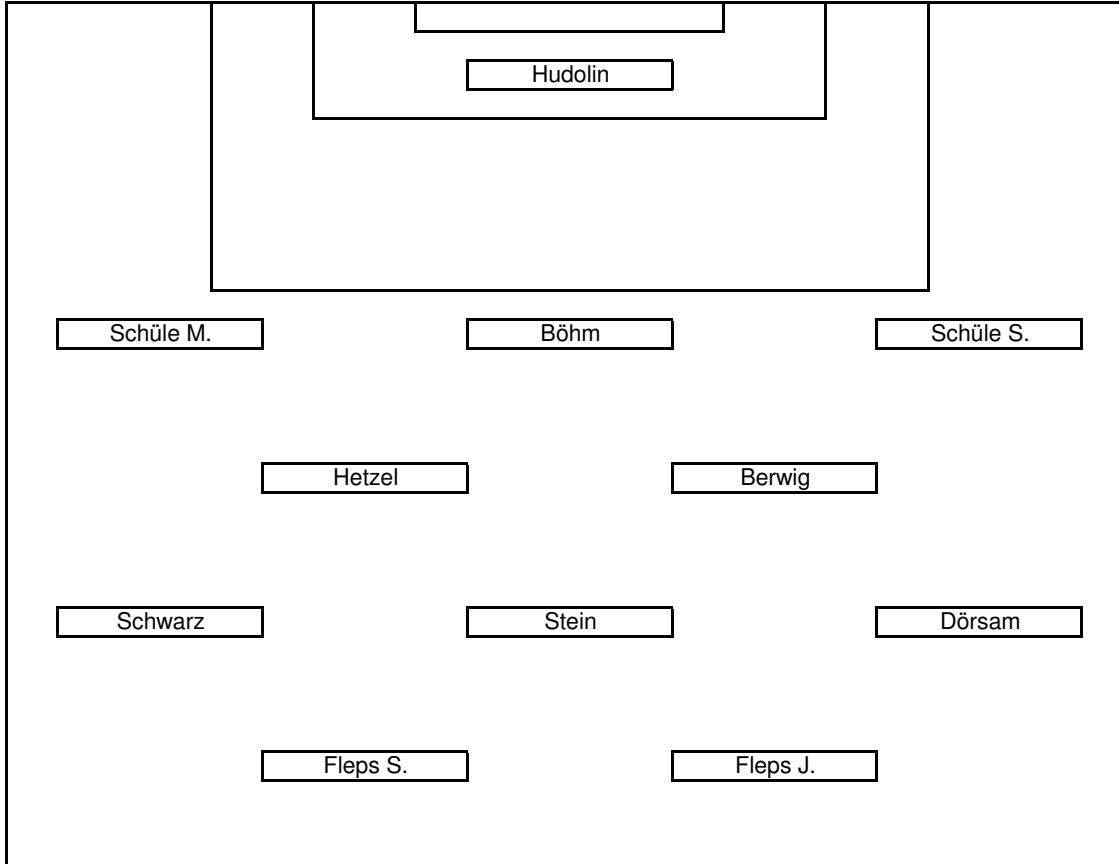 Hudolin
Schüle M.
Böhm
Schüle S.
Hetzel
Berwig
Schwarz
Stein
Dörsam
Fleps S.
Fleps J.